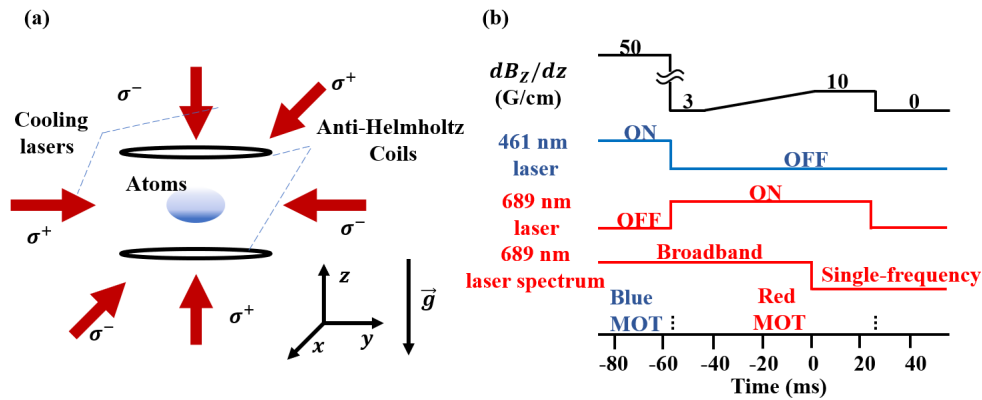 (a)
σ⁻
σ⁺
Cooling
lasers
Anti-Helmholtz
Coils
Atoms
σ⁺
σ⁻
σ⁻
σ⁺
z
x
y
g⃗
(b)
50
dB_Z/dz
(G/cm)
3
10
0
461 nm
laser
ON
OFF
689 nm
laser
OFF
ON
689 nm
laser spectrum
Broadband
Single-frequency
Blue
MOT
Red
MOT
-80 -60 -40 -20 0 20 40
Time (ms)